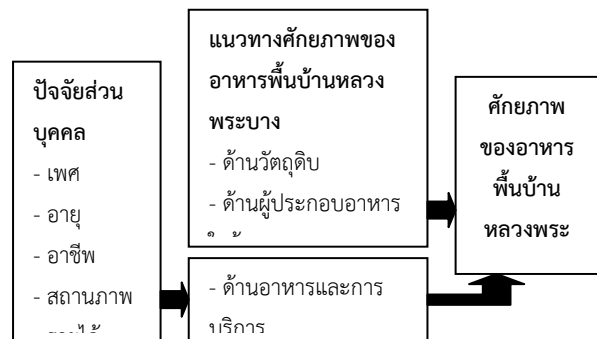 ปัจจัยส่วน
บุคคล
- เพศ
- อายุ
- อาชีพ
- สถานภาพ
แนวทางศักยภาพของ
อาหารพื้นบ้านหลวง
พระบาง
- ด้านวัตถุดิบ
- ด้านผู้ประกอบอาหาร
- ด้านอาหารและการ
บริการ
ศักยภาพ
ของอาหาร
พื้นบ้าน
หลวงพระ